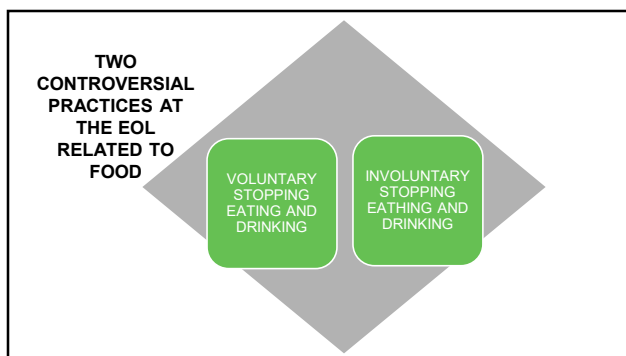 TWO
CONTROVERSIAL
PRACTICES AT
THE EOL
RELATED TO
FOOD
VOLUNTARY
STOPPING
EATING AND
DRINKING
INVOLUNTARY
STOPPING
EATHING AND
DRINKING